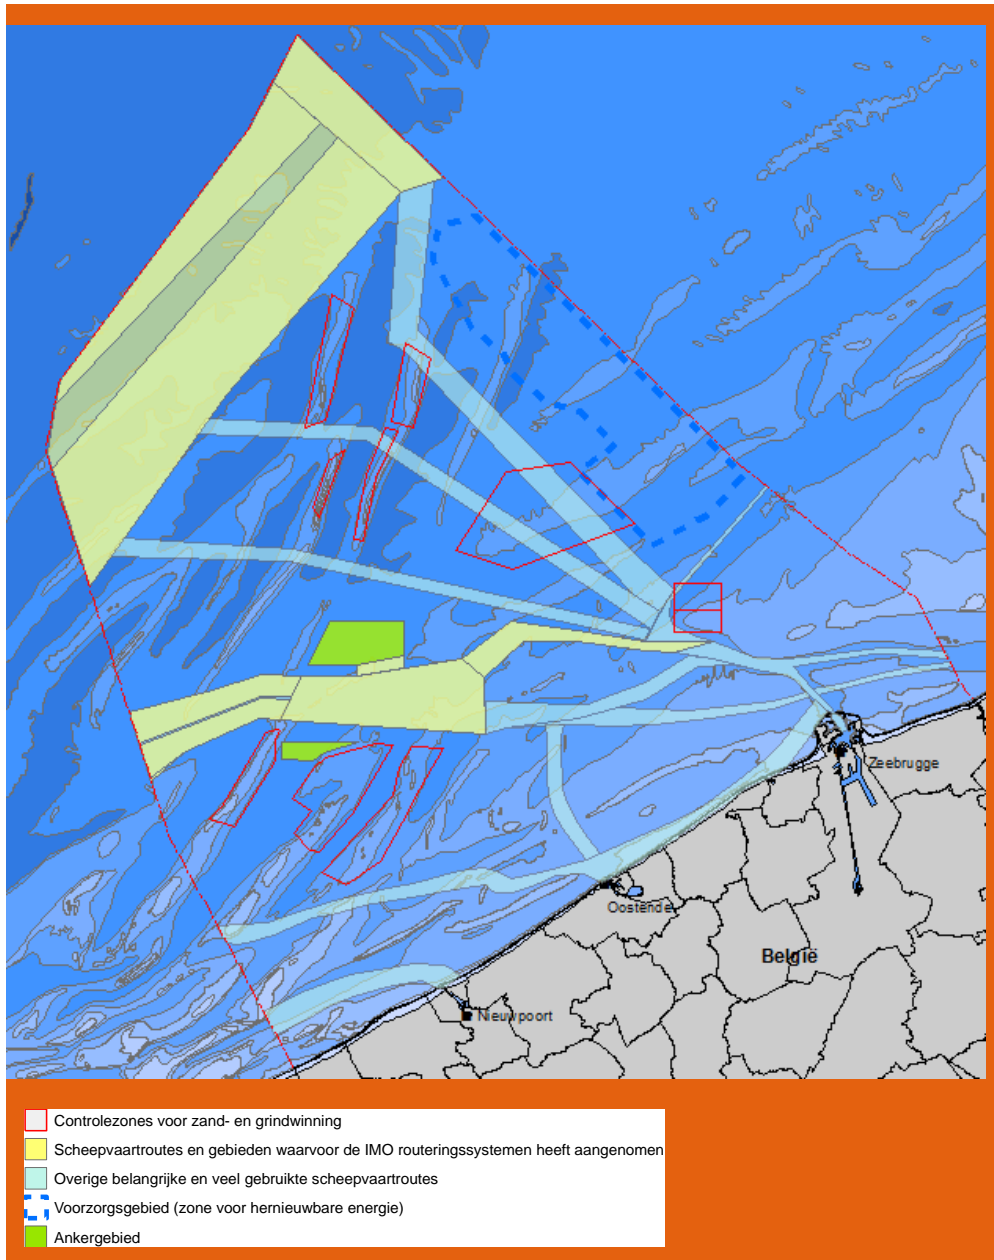 Zeebrugge
Oostende
België
Nieuwpoort
Controlezones voor zand- en grindwinning
Scheepvaartroutes en gebieden waarvoor de IMO routeringssystemen heeft aangenomen
Overige belangrijke en veel gebruikte scheepvaartroutes
Voorzorgsgebied (zone voor hernieuwbare energie)
Ankergebied